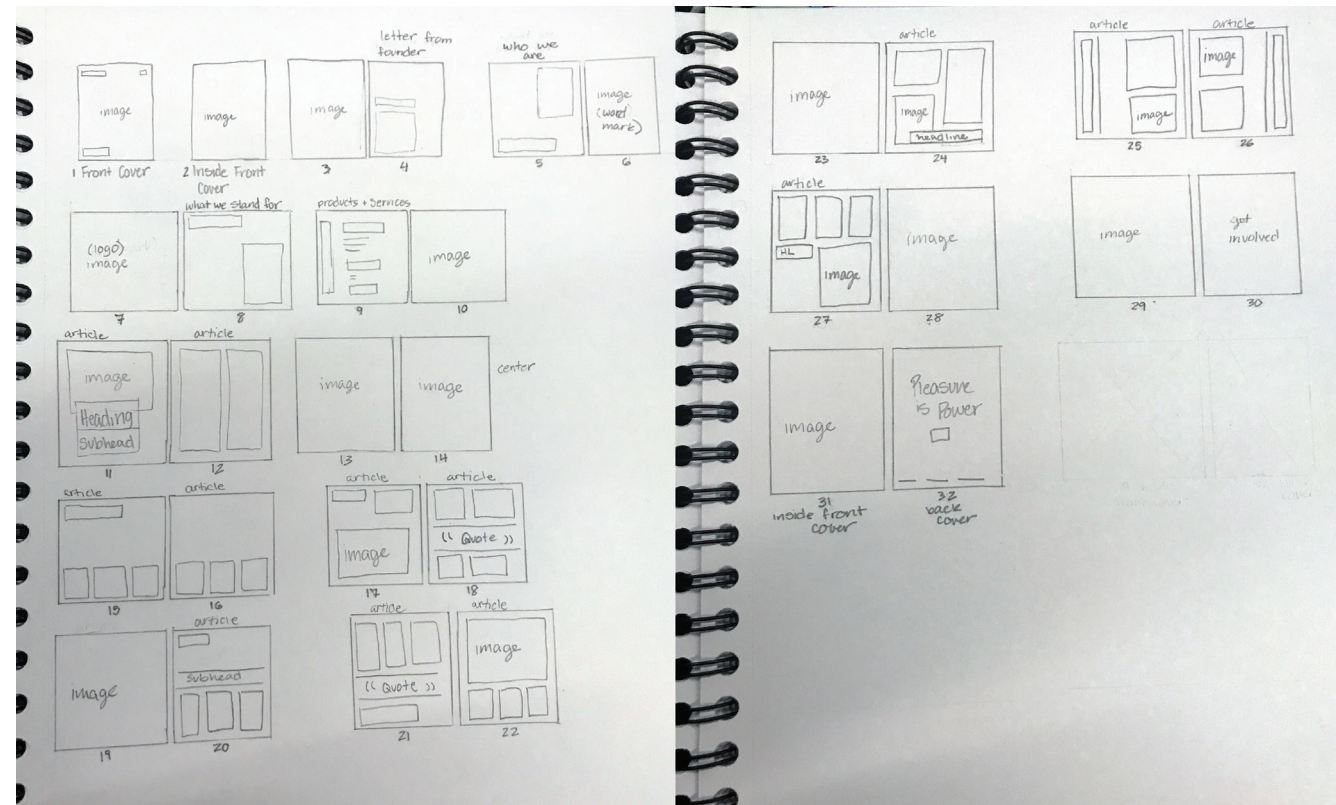 letter from
founder
who we
are
image
image
image
image
(word
mark)
1 Front Cover
2 Inside Front
Cover
3
4
5
6
what we stand for
products + Services
(logo)
image
image
7
8
9
10
article
article
image
Heading
Subhead
image
image
center
11
12
13
14
article
article
article
article
image
(( Quote ))
15
16
17
18
article
article
article
image
Subhead
(( Quote ))
image
19
20
21
22
article
article
article
image
image
headline
image
image
23
24
25
26
article
HL
image
image
image
get
involved
27
28
29
30
image
Pleasure
is Power
31
inside front
cover
32
back
cover